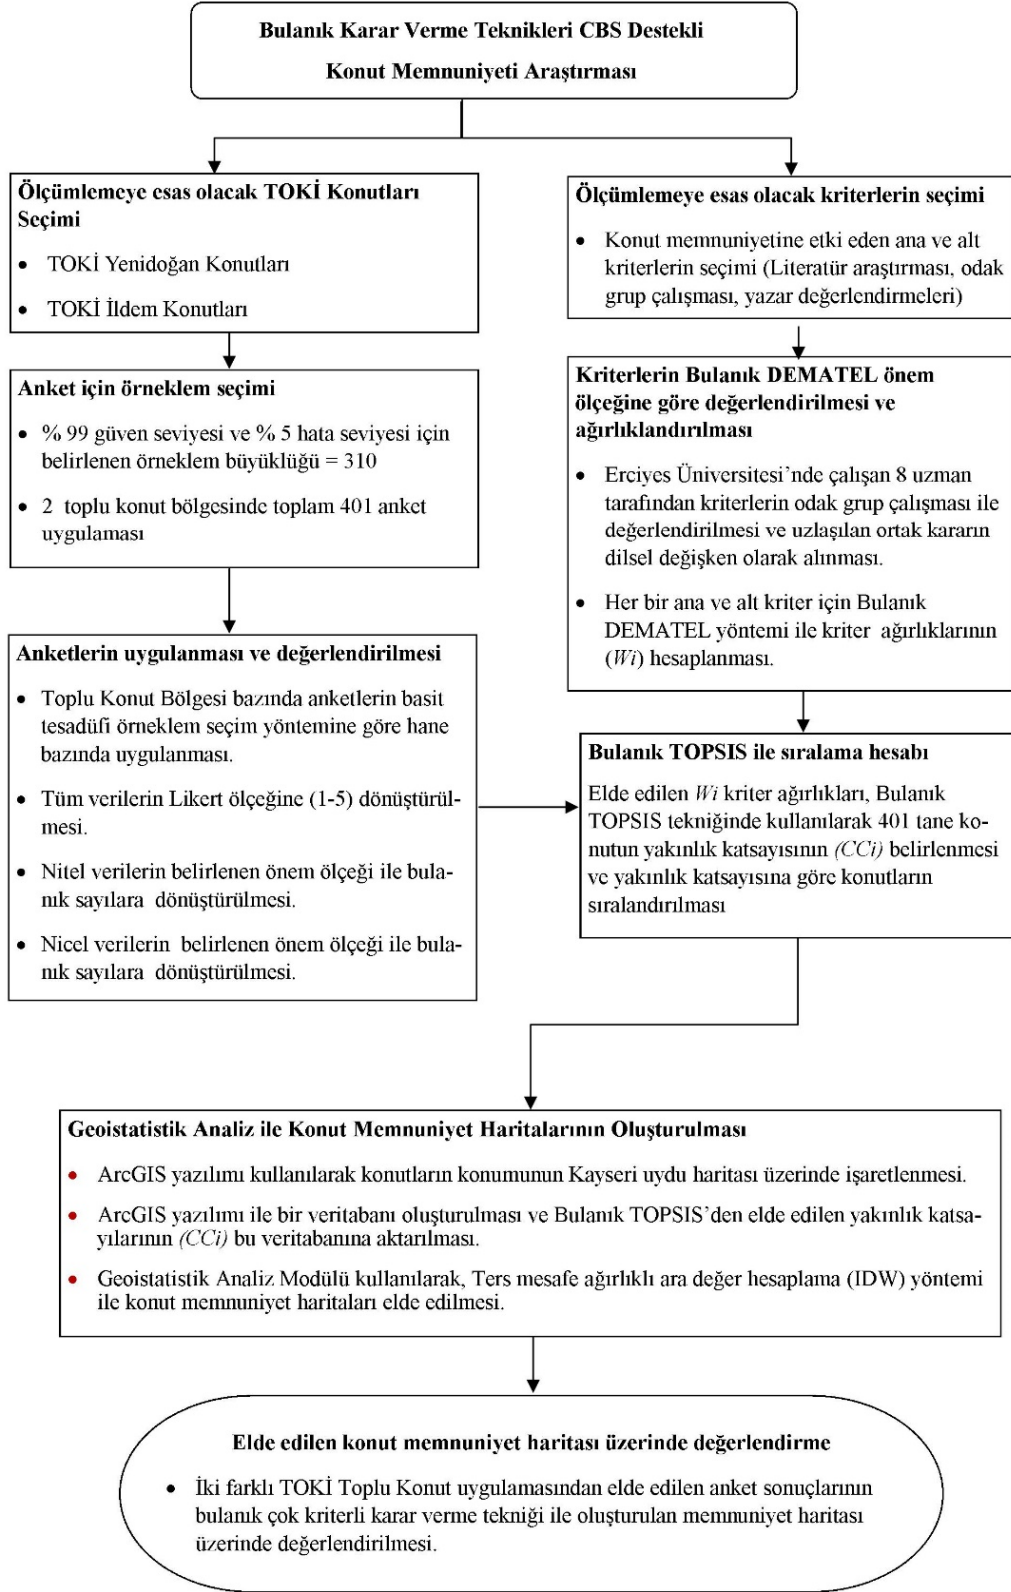 Bulanık Karar Verme Teknikleri CBS Destekli
Konut Memnuniyeti Araştırması
Ölçümlemeye esas olacak TOKİ Konutları
Seçimi
• TOKİ Yenidoğan Konutları
• TOKİ İldem Konutları
Anket için örneklem seçimi
• % 99 güven seviyesi ve % 5 hata seviyesi için
belirlenen örneklem büyüklüğü = 310
• 2 toplu konut bölgesinde toplam 401 anket
uygulaması
Anketlerin uygulanması ve değerlendirilmesi
• Toplu Konut Bölgesi bazında anketlerin basit
tesadüfi örneklem seçim yöntemine göre hane
bazında uygulanması.
• Tüm verilerin Likert ölçeğine (1-5) dönüştürül-
mesi.
• Nitel verilerin belirlenen önem ölçeği ile bula-
nık sayılara dönüştürülmesi.
• Nicel verilerin belirlenen önem ölçeği ile bula-
nık sayılara dönüştürülmesi.
Ölçümlemeye esas olacak kriterlerin seçimi
• Konut memnuniyetine etki eden ana ve alt
kriterlerin seçimi (Literatür araştırması, odak
grup çalışması, yazar değerlendirmeleri)
Kriterlerin Bulanık DEMATEL önem
ölçeğine göre değerlendirilmesi ve
ağırlıklandırılması
• Erciyes Üniversitesi’nde çalışan 8 uzman
tarafından kriterlerin odak grup çalışması ile
değerlendirilmesi ve uzlaşılan ortak kararın
dilsel değişken olarak alınması.
• Her bir ana ve alt kriter için Bulanık
DEMATEL yöntemi ile kriter ağırlıklarının
(Wi) hesaplanması.
Bulanık TOPSIS ile sıralama hesabı
Elde edilen Wi kriter ağırlıkları, Bulanık
TOPSIS tekniğinde kullanılarak 401 tane ko-
nutun yakınlık katsayısının (CCi) belirlenmesi
ve yakınlık katsayısına göre konutların
sıralandırılması
Geoistatistik Analiz ile Konut Memnuniyet Haritalarının Oluşturulması
• ArcGIS yazılımı kullanılarak konutların konumunun Kayseri uydu haritası üzerinde işaretlenmesi.
• ArcGIS yazılımı ile bir veritabanı oluşturulması ve Bulanık TOPSIS’den elde edilen yakınlık katsa-
yılarının (CCi) bu veritabanına aktarılması.
• Geoistatistik Analiz Modülü kullanılarak, Ters mesafe ağırlıklı ara değer hesaplama (IDW) yöntemi
ile konut memnuniyet haritaları elde edilmesi.
Elde edilen konut memnuniyet haritası üzerinde değerlendirme
• İki farklı TOKİ Toplu Konut uygulamasından elde edilen anket sonuçlarının
bulanık çok kriterli karar verme tekniği ile oluşturulan memnuniyet haritası
üzerinde değerlendirilmesi.